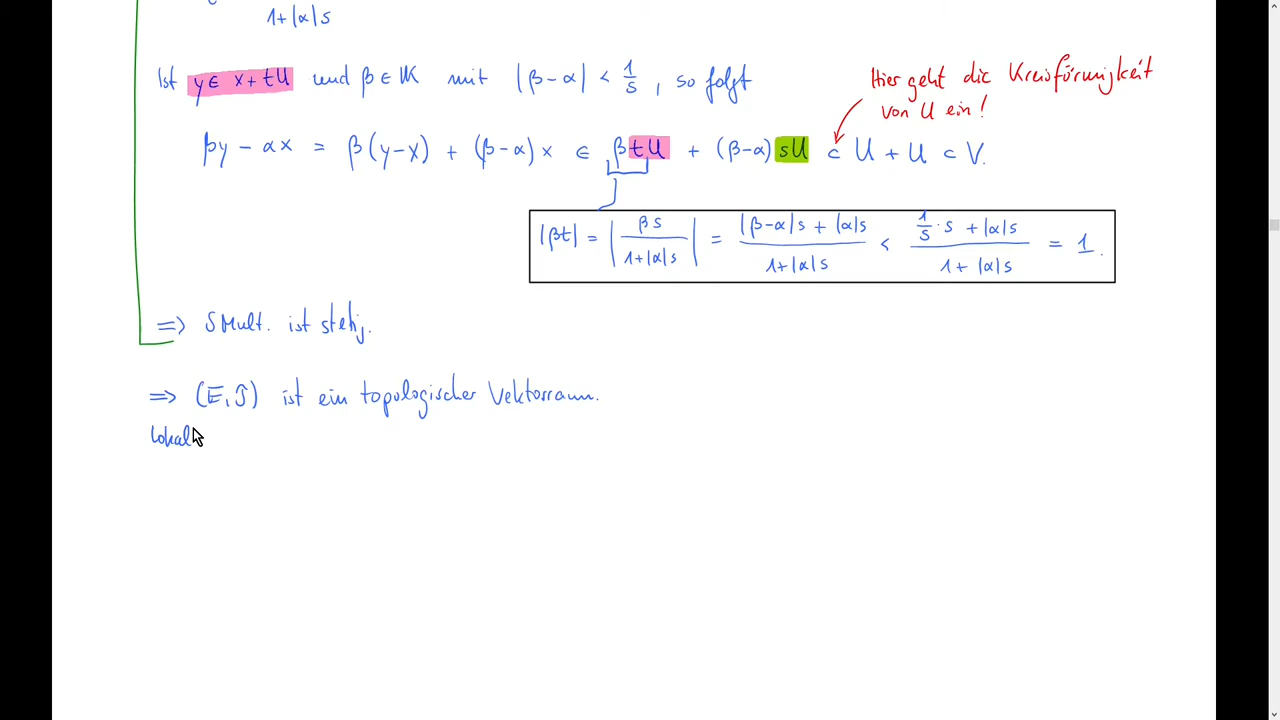 1+|α|s
Ist y ∈ x + tU und β ∈ 𝕂 mit |β-α| < 1/s , so folgt
Hier geht die Kreisförmigkeit
von U ein!
βy - αx = β(y-x) + (β-α)x ∈ βtU + (β-α)sU ⊂ U + U ⊂ V.
|βt| = |βs/(1+|α|s)| = (|β-α|s + |α|s)/(1+|α|s) < (1/s · s + |α|s)/(1+|α|s) = 1.
⇒ SMult. ist stetig.
⇒ (E, 𝒯) ist ein topologischer Vektorraum.
Lokal